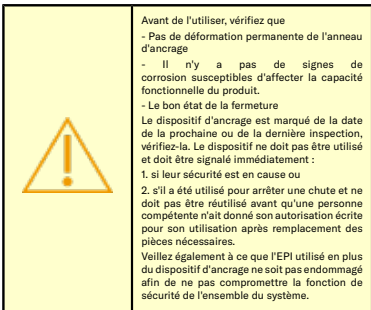 Avant de l'utiliser, vérifiez que
- Pas de déformation permanente de l'anneau
d'ancrage
- Il n'y a pas de signes de
corrosion susceptibles d'affecter la capacité
fonctionnelle du produit.
- Le bon état de la fermeture
Le dispositif d'ancrage est marqué de la date
de la prochaine ou de la dernière inspection,
vérifiez-la. Le dispositif ne doit pas être utilisé
et doit être signalé immédiatement :
1. si leur sécurité est en cause ou
2. s'il a été utilisé pour arrêter une chute et ne
doit pas être réutilisé avant qu'une personne
compétente n'ait donné son autorisation écrite
pour son utilisation après remplacement des
pièces nécessaires.
Veillez également à ce que l'EPI utilisé en plus
du dispositif d'ancrage ne soit pas endommagé
afin de ne pas compromettre la fonction de
sécurité de l'ensemble du système.